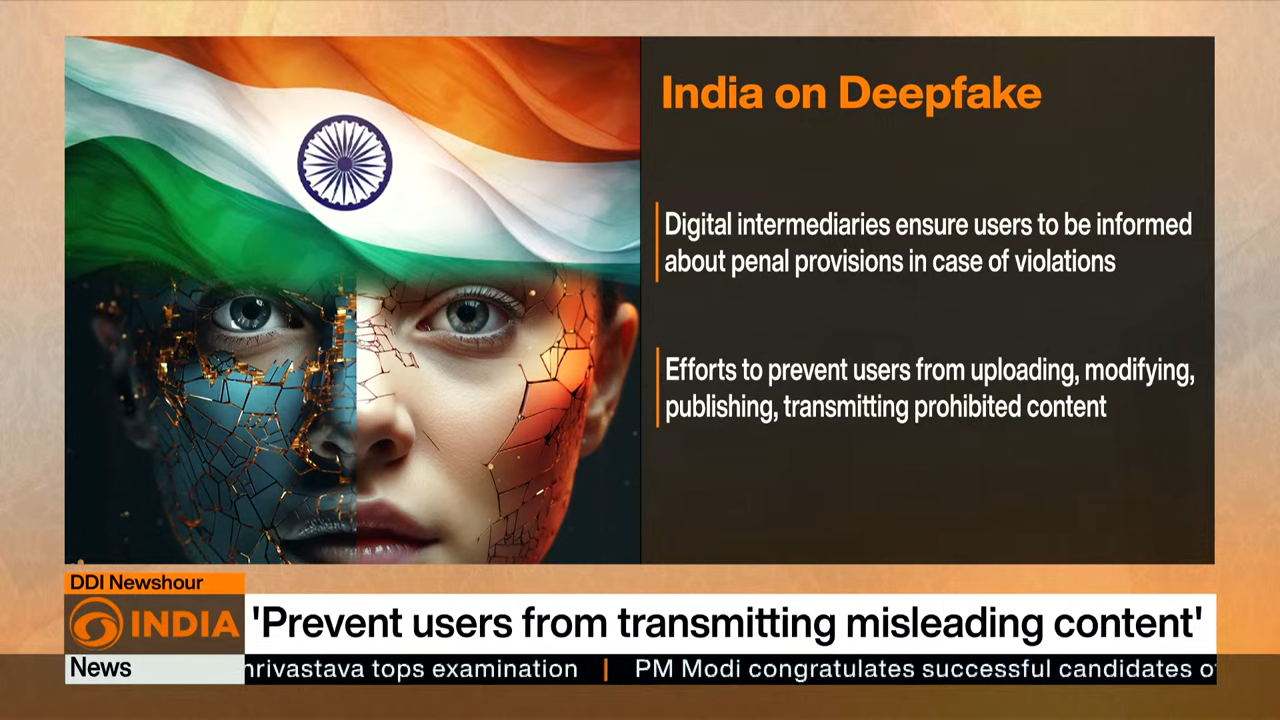 India on Deepfake
Digital intermediaries ensure users to be informed
about penal provisions in case of violations
Efforts to prevent users from uploading, modifying,
publishing, transmitting prohibited content
DDI Newshour
INDIA
'Prevent users from transmitting misleading content'
News
tops examination | PM Modi congratulates successful candidates